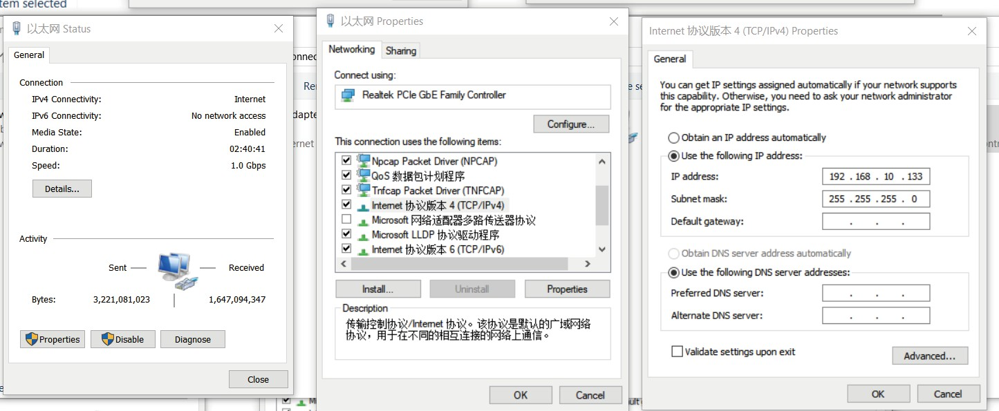 tem selected
以太网 Status
General
Connection
IPv4 Connectivity: Internet
IPv6 Connectivity: No network access
Media State: Enabled
Duration: 02:40:41
Speed: 1.0 Gbps
Details...
Activity
Sent Received
Bytes: 3,221,081,023 1,647,094,347
Properties Disable Diagnose
Close
以太网 Properties
Networking Sharing
Connect using:
Realtek PCIe GbE Family Controller
Configure...
This connection uses the following items:
Npcap Packet Driver (NPCAP)
QoS 数据包计划程序
Tnfcap Packet Driver (TNFCAP)
Internet 协议版本 4 (TCP/IPv4)
Microsoft 网络适配器多路传送器协议
Microsoft LLDP 协议驱动程序
Internet 协议版本 6 (TCP/IPv6)
Install... Uninstall Properties
Description
传输控制协议/Internet 协议。该协议是默认的广域网络
协议，用于在不同的相互连接的网络上通信。
OK Cancel
Internet 协议版本 4 (TCP/IPv4) Properties
General
You can get IP settings assigned automatically if your network supports
this capability. Otherwise, you need to ask your network administrator
for the appropriate IP settings.
Obtain an IP address automatically
Use the following IP address:
IP address: 192 . 168 . 10 . 133
Subnet mask: 255 . 255 . 255 . 0
Default gateway: . . .
Obtain DNS server address automatically
Use the following DNS server addresses:
Preferred DNS server: . . .
Alternate DNS server: . . .
Validate settings upon exit
Advanced...
OK Cancel